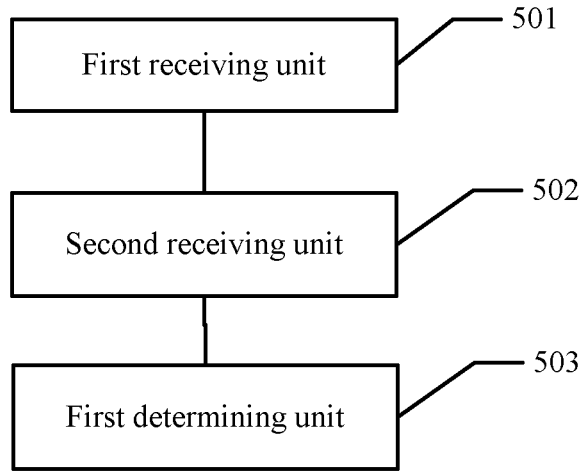 501
First receiving unit
502
Second receiving unit
503
First determining unit